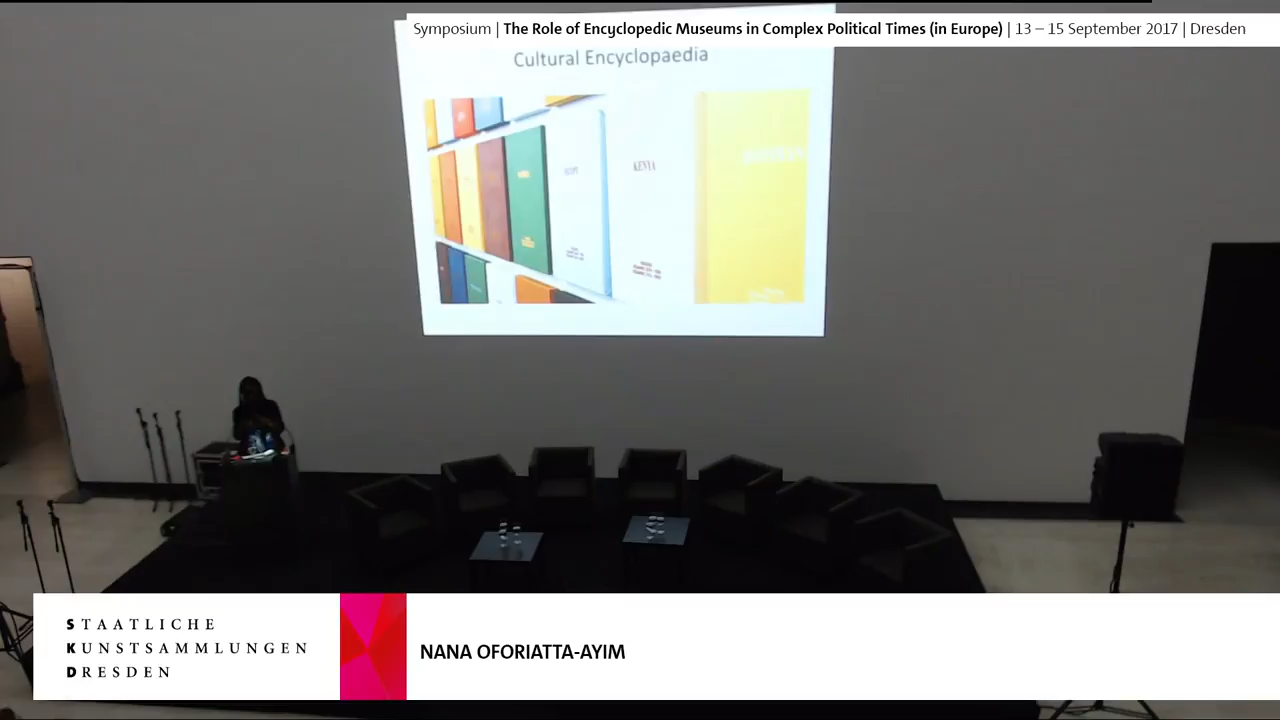 Symposium | The Role of Encyclopedic Museums in Complex Political Times (in Europe) | 13 – 15 September 2017 | Dresden
Cultural Encyclopaedia
KENYA
STAATLICHE
KUNSTSAMMLUNGEN
DRESDEN
NANA OFORIATTA-AYIM